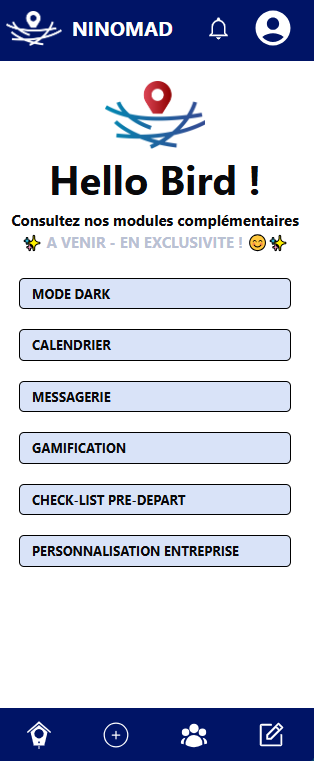 NINOMAD
Hello Bird !
Consultez nos modules complémentaires
✨ A VENIR - EN EXCLUSIVITE ! 😊✨
MODE DARK
CALENDRIER
MESSAGERIE
GAMIFICATION
CHECK-LIST PRE-DEPART
PERSONNALISATION ENTREPRISE